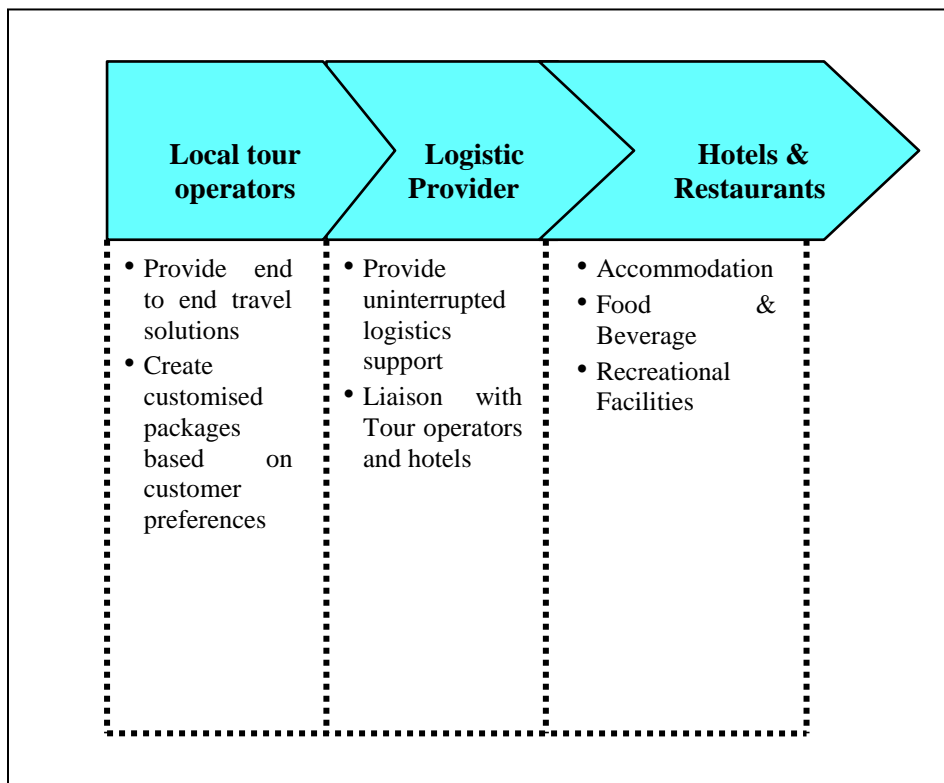 Local tour
operators
Logistic
Provider
Hotels &
Restaurants
• Provide end
to end travel
solutions
• Create
customised
packages
based on
customer
preferences
• Provide
uninterrupted
logistics
support
• Liaison with
Tour operators
and hotels
• Accommodation
• Food &
Beverage
• Recreational
Facilities